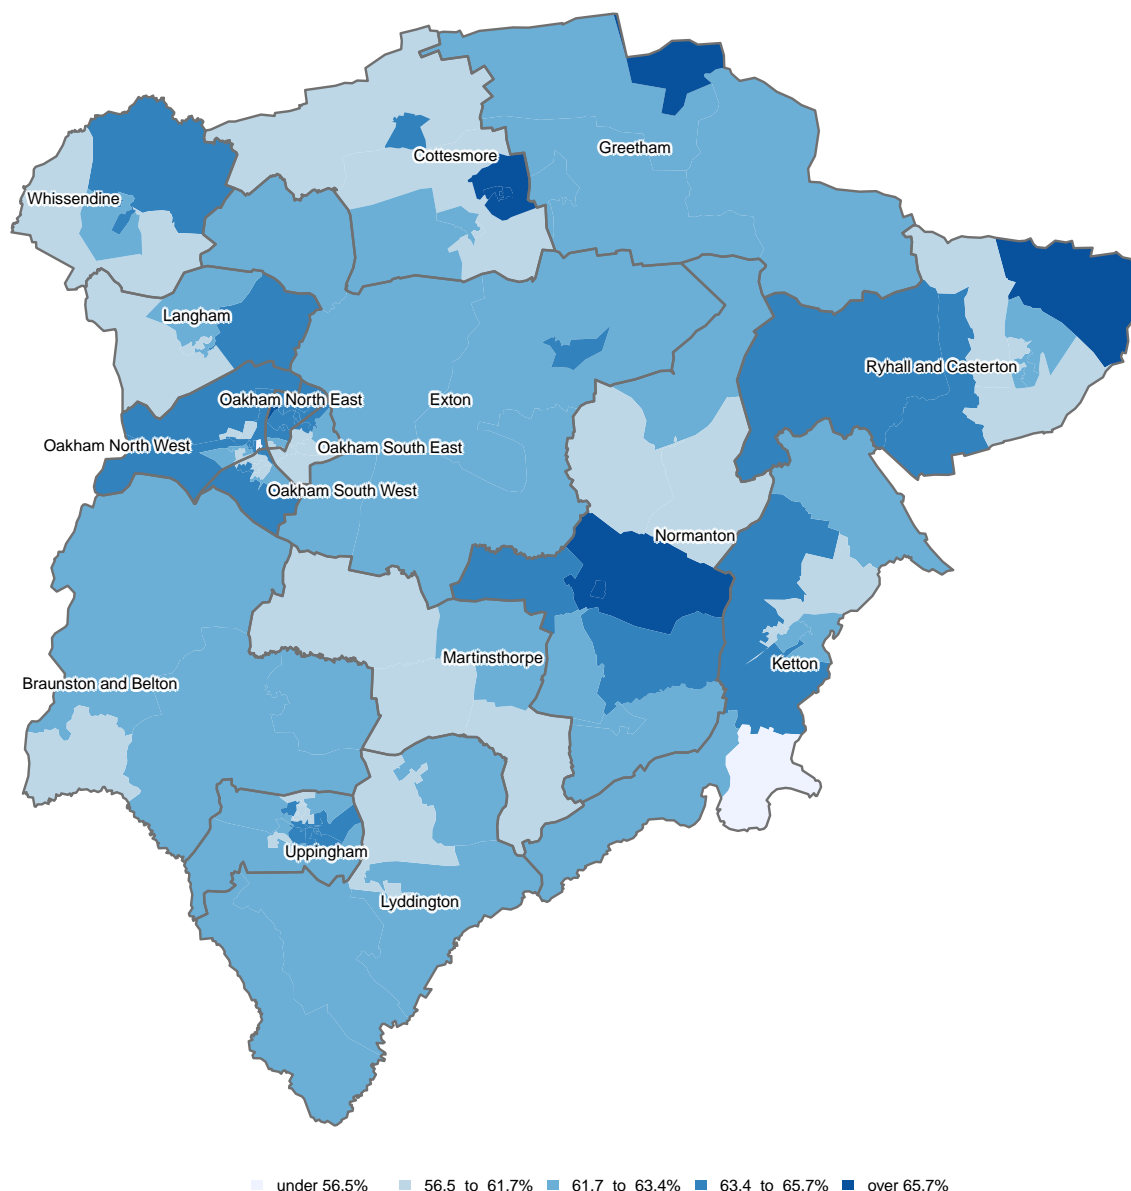 Greetham
Cottesmore
Whissendine
Langham
Ryhall and Casterton
Oakham North East
Exton
Oakham North West
Oakham South East
Oakham South West
Normanton
Martinsthorpe
Ketton
Braunston and Belton
Uppingham
Lyddington
under 56.5% 56.5 to 61.7% 61.7 to 63.4% 63.4 to 65.7% over 65.7%